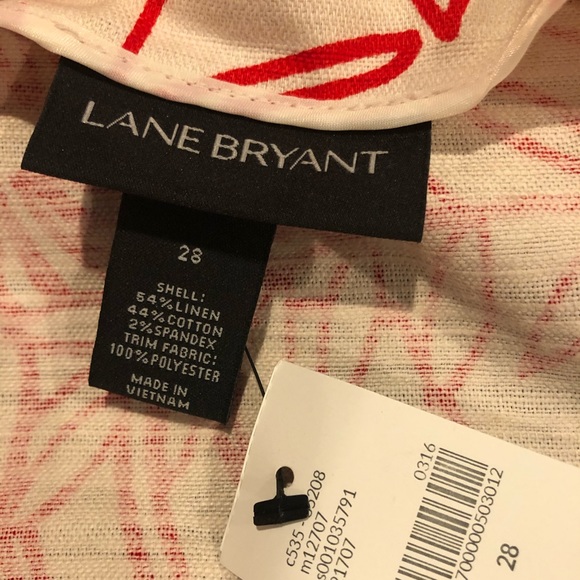 LANE BRYANT
28
SHELL:
54%LINEN
44%COTTON
2%SPANDEX
TRIM FABRIC:
100%POLYESTER
MADE IN
VIETNAM
0316
m12707
s001035791
700000503012
28